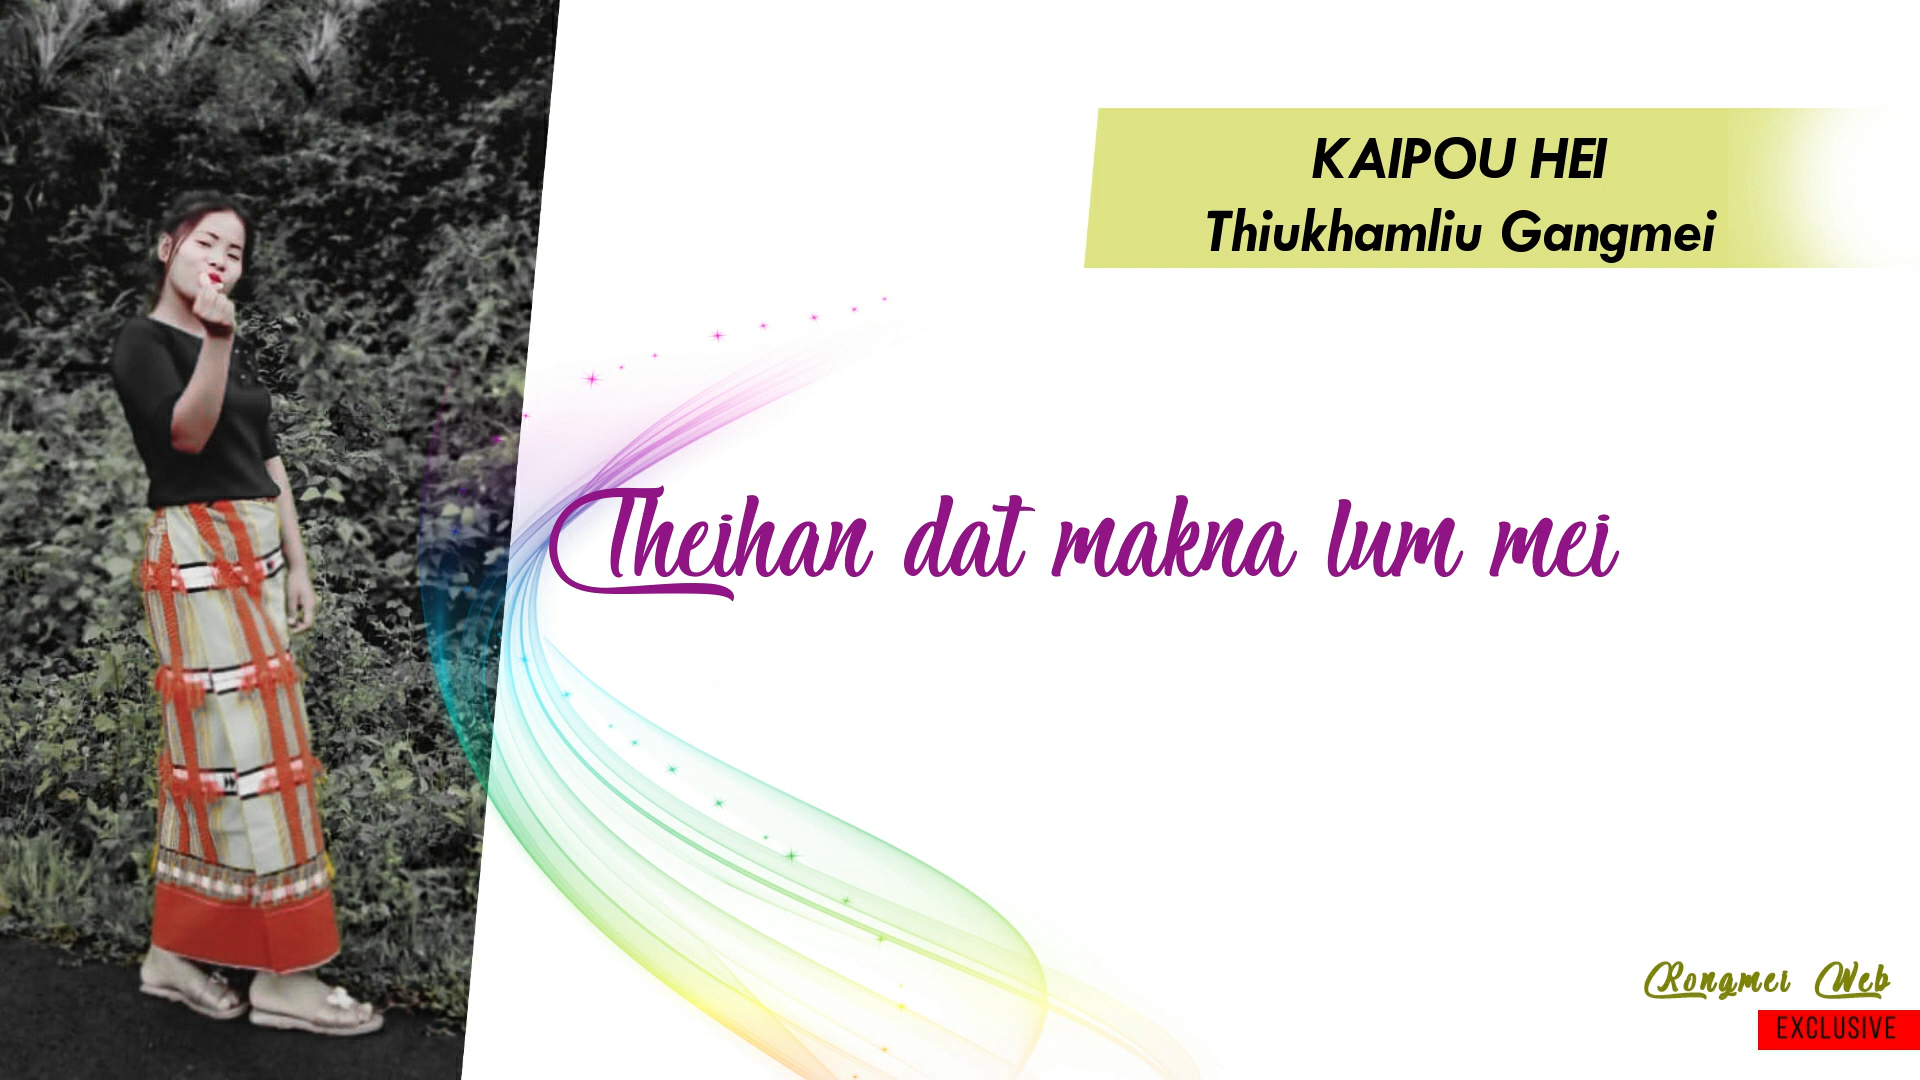 KAIPOU HEI
Thiukhamliu Gangmei
Theihan dat makna lum mei
Rongmei Web
EXCLUSIVE